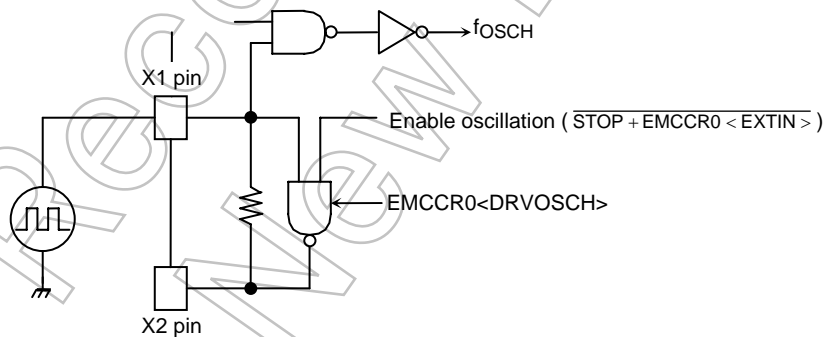 fOSCH
X1 pin
Enable oscillation ( STOP + EMCCR0 < EXTIN > )
EMCCR0<DRVOSCH>
X2 pin